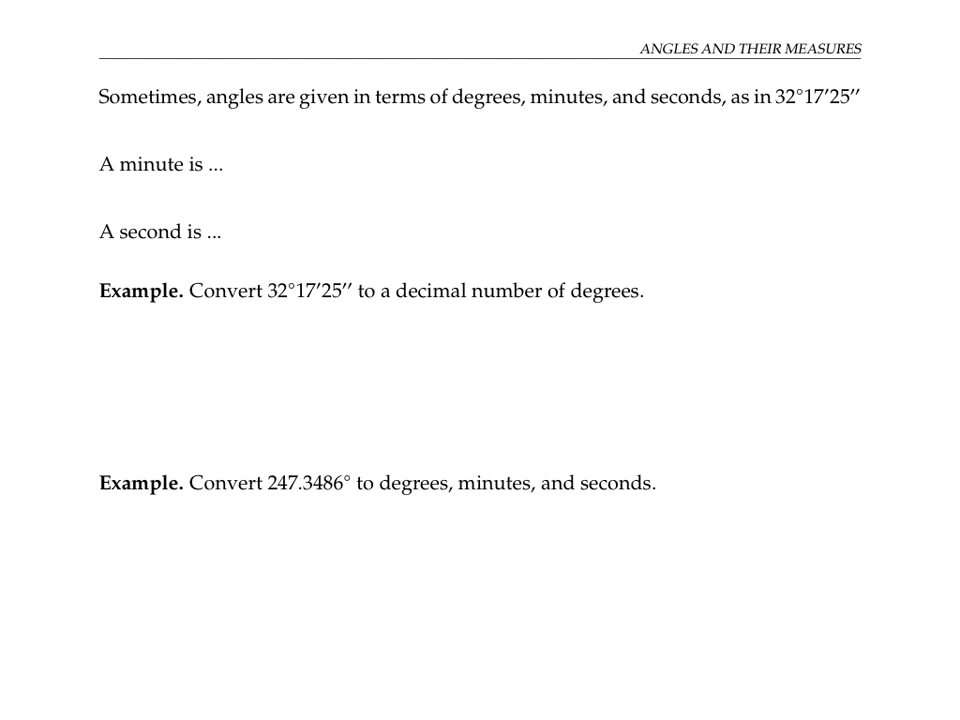 ANGLES AND THEIR MEASURES
Sometimes, angles are given in terms of degrees, minutes, and seconds, as in 32°17′25′′
A minute is ...
A second is ...
Example. Convert 32°17′25′′ to a decimal number of degrees.
Example. Convert 247.3486° to degrees, minutes, and seconds.